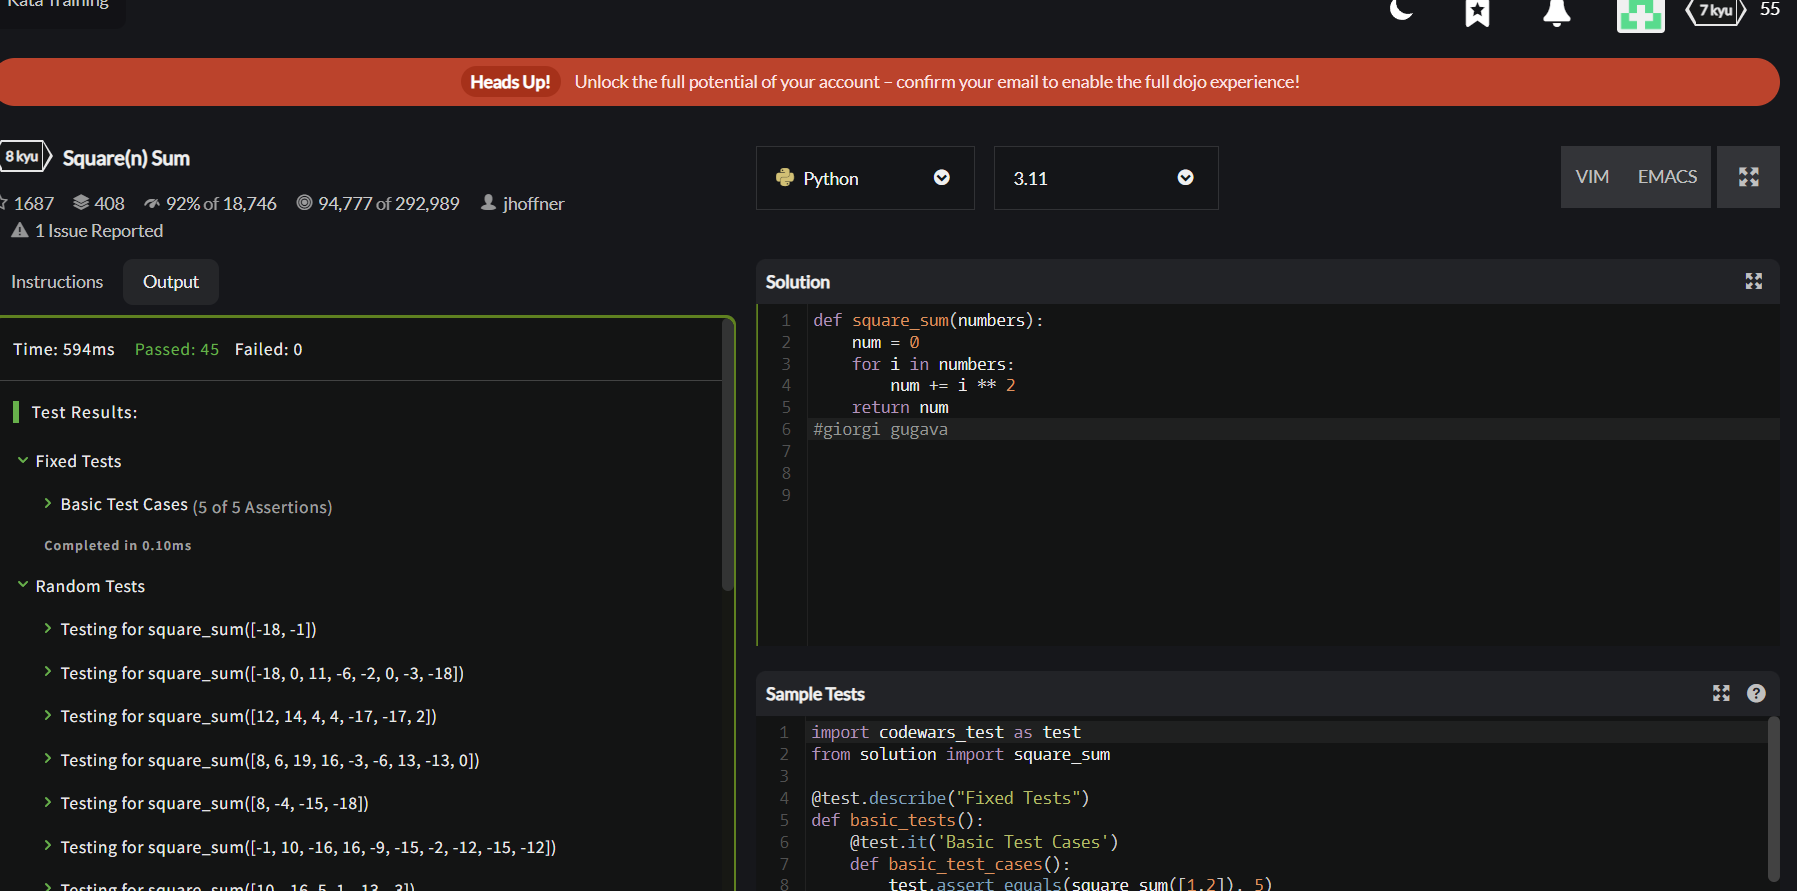 Kata Training
7 kyu 55
Heads Up! Unlock the full potential of your account – confirm your email to enable the full dojo experience!
8 kyu Square(n) Sum
1687 408 92% of 18,746 94,777 of 292,989 jhoffner
1 Issue Reported
Instructions Output
Time: 594ms Passed: 45 Failed: 0
Test Results:
Fixed Tests
Basic Test Cases (5 of 5 Assertions)
Completed in 0.10ms
Random Tests
Testing for square_sum([-18, -1])
Testing for square_sum([-18, 0, 11, -6, -2, 0, -3, -18])
Testing for square_sum([12, 14, 4, 4, -17, -17, 2])
Testing for square_sum([8, 6, 19, 16, -3, -6, 13, -13, 0])
Testing for square_sum([8, -4, -15, -18])
Testing for square_sum([-1, 10, -16, 16, -9, -15, -2, -12, -15, -12])
Testing for square_sum([10,
Python 3.11 VIM EMACS
Solution
1 def square_sum(numbers):
2 num = 0
3 for i in numbers:
4 num += i ** 2
5 return num
6 #giorgi gugava
7
8
9
Sample Tests
1 import codewars_test as test
2 from solution import square_sum
3
4 @test.describe("Fixed Tests")
5 def basic_tests():
6 @test.it('Basic Test Cases')
7 def basic_test_cases():
8 test.assert_equals(square_sum([1,2]), 5)